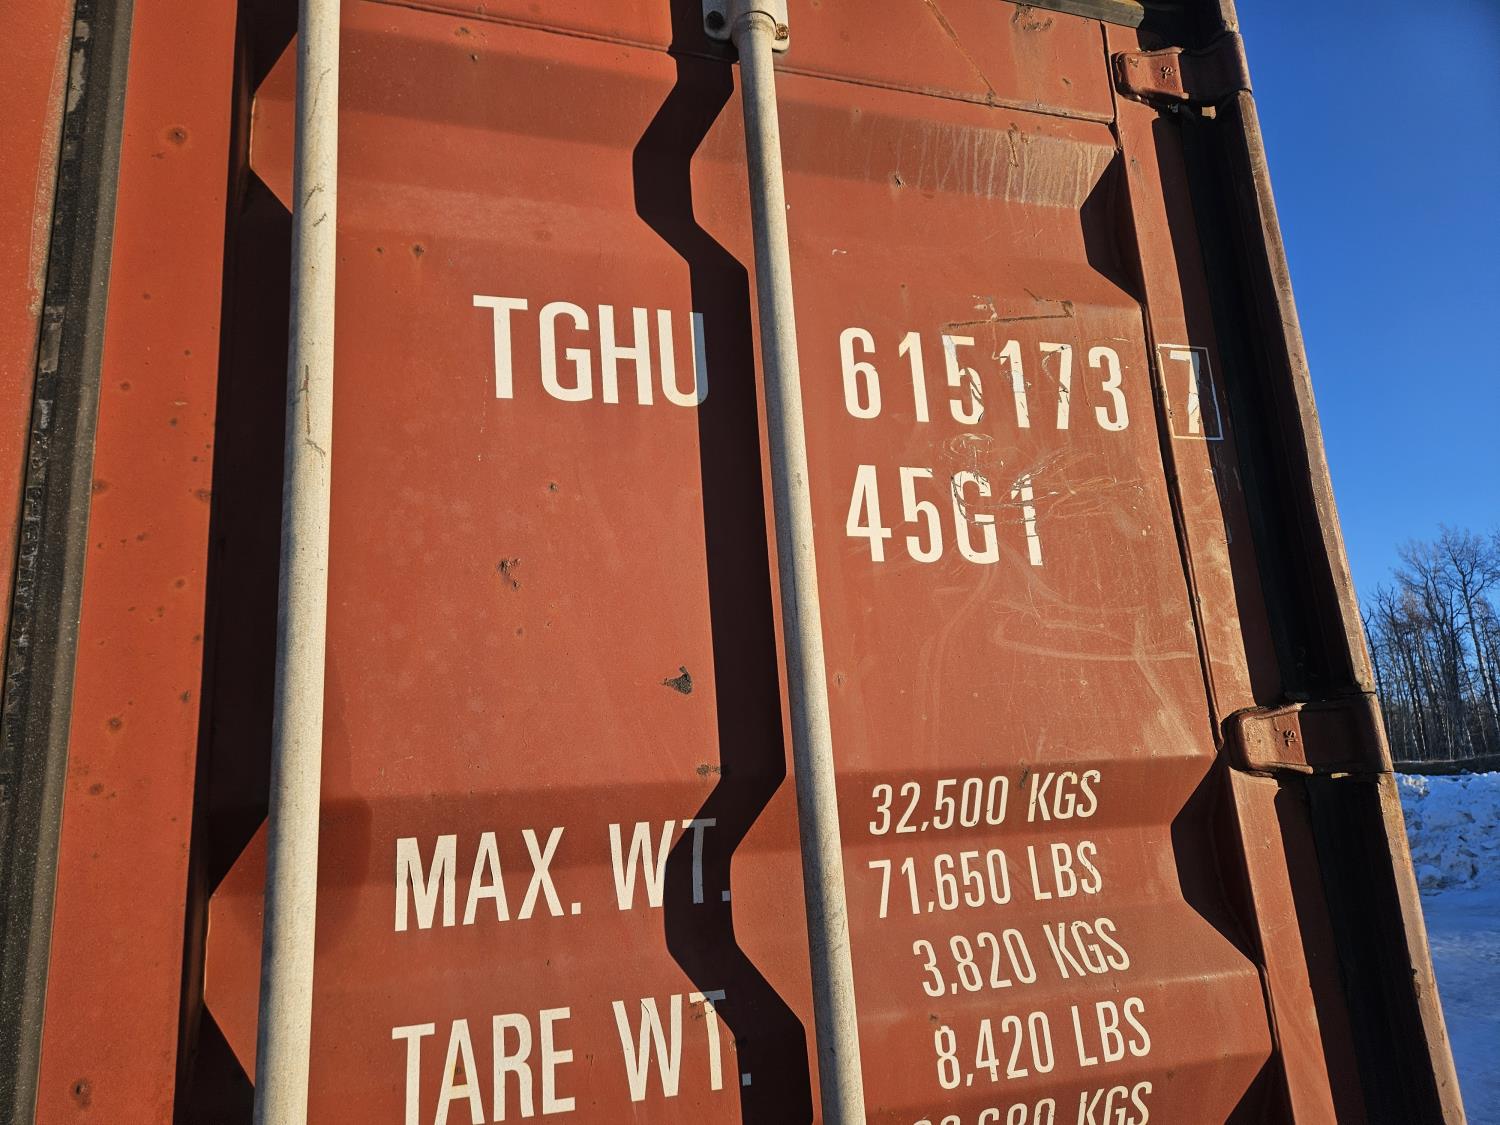 TGHU 615173 7
45G1
MAX. WT. 32,500 KGS
71,650 LBS
TARE WT. 3,820 KGS
8,420 LBS
KGS